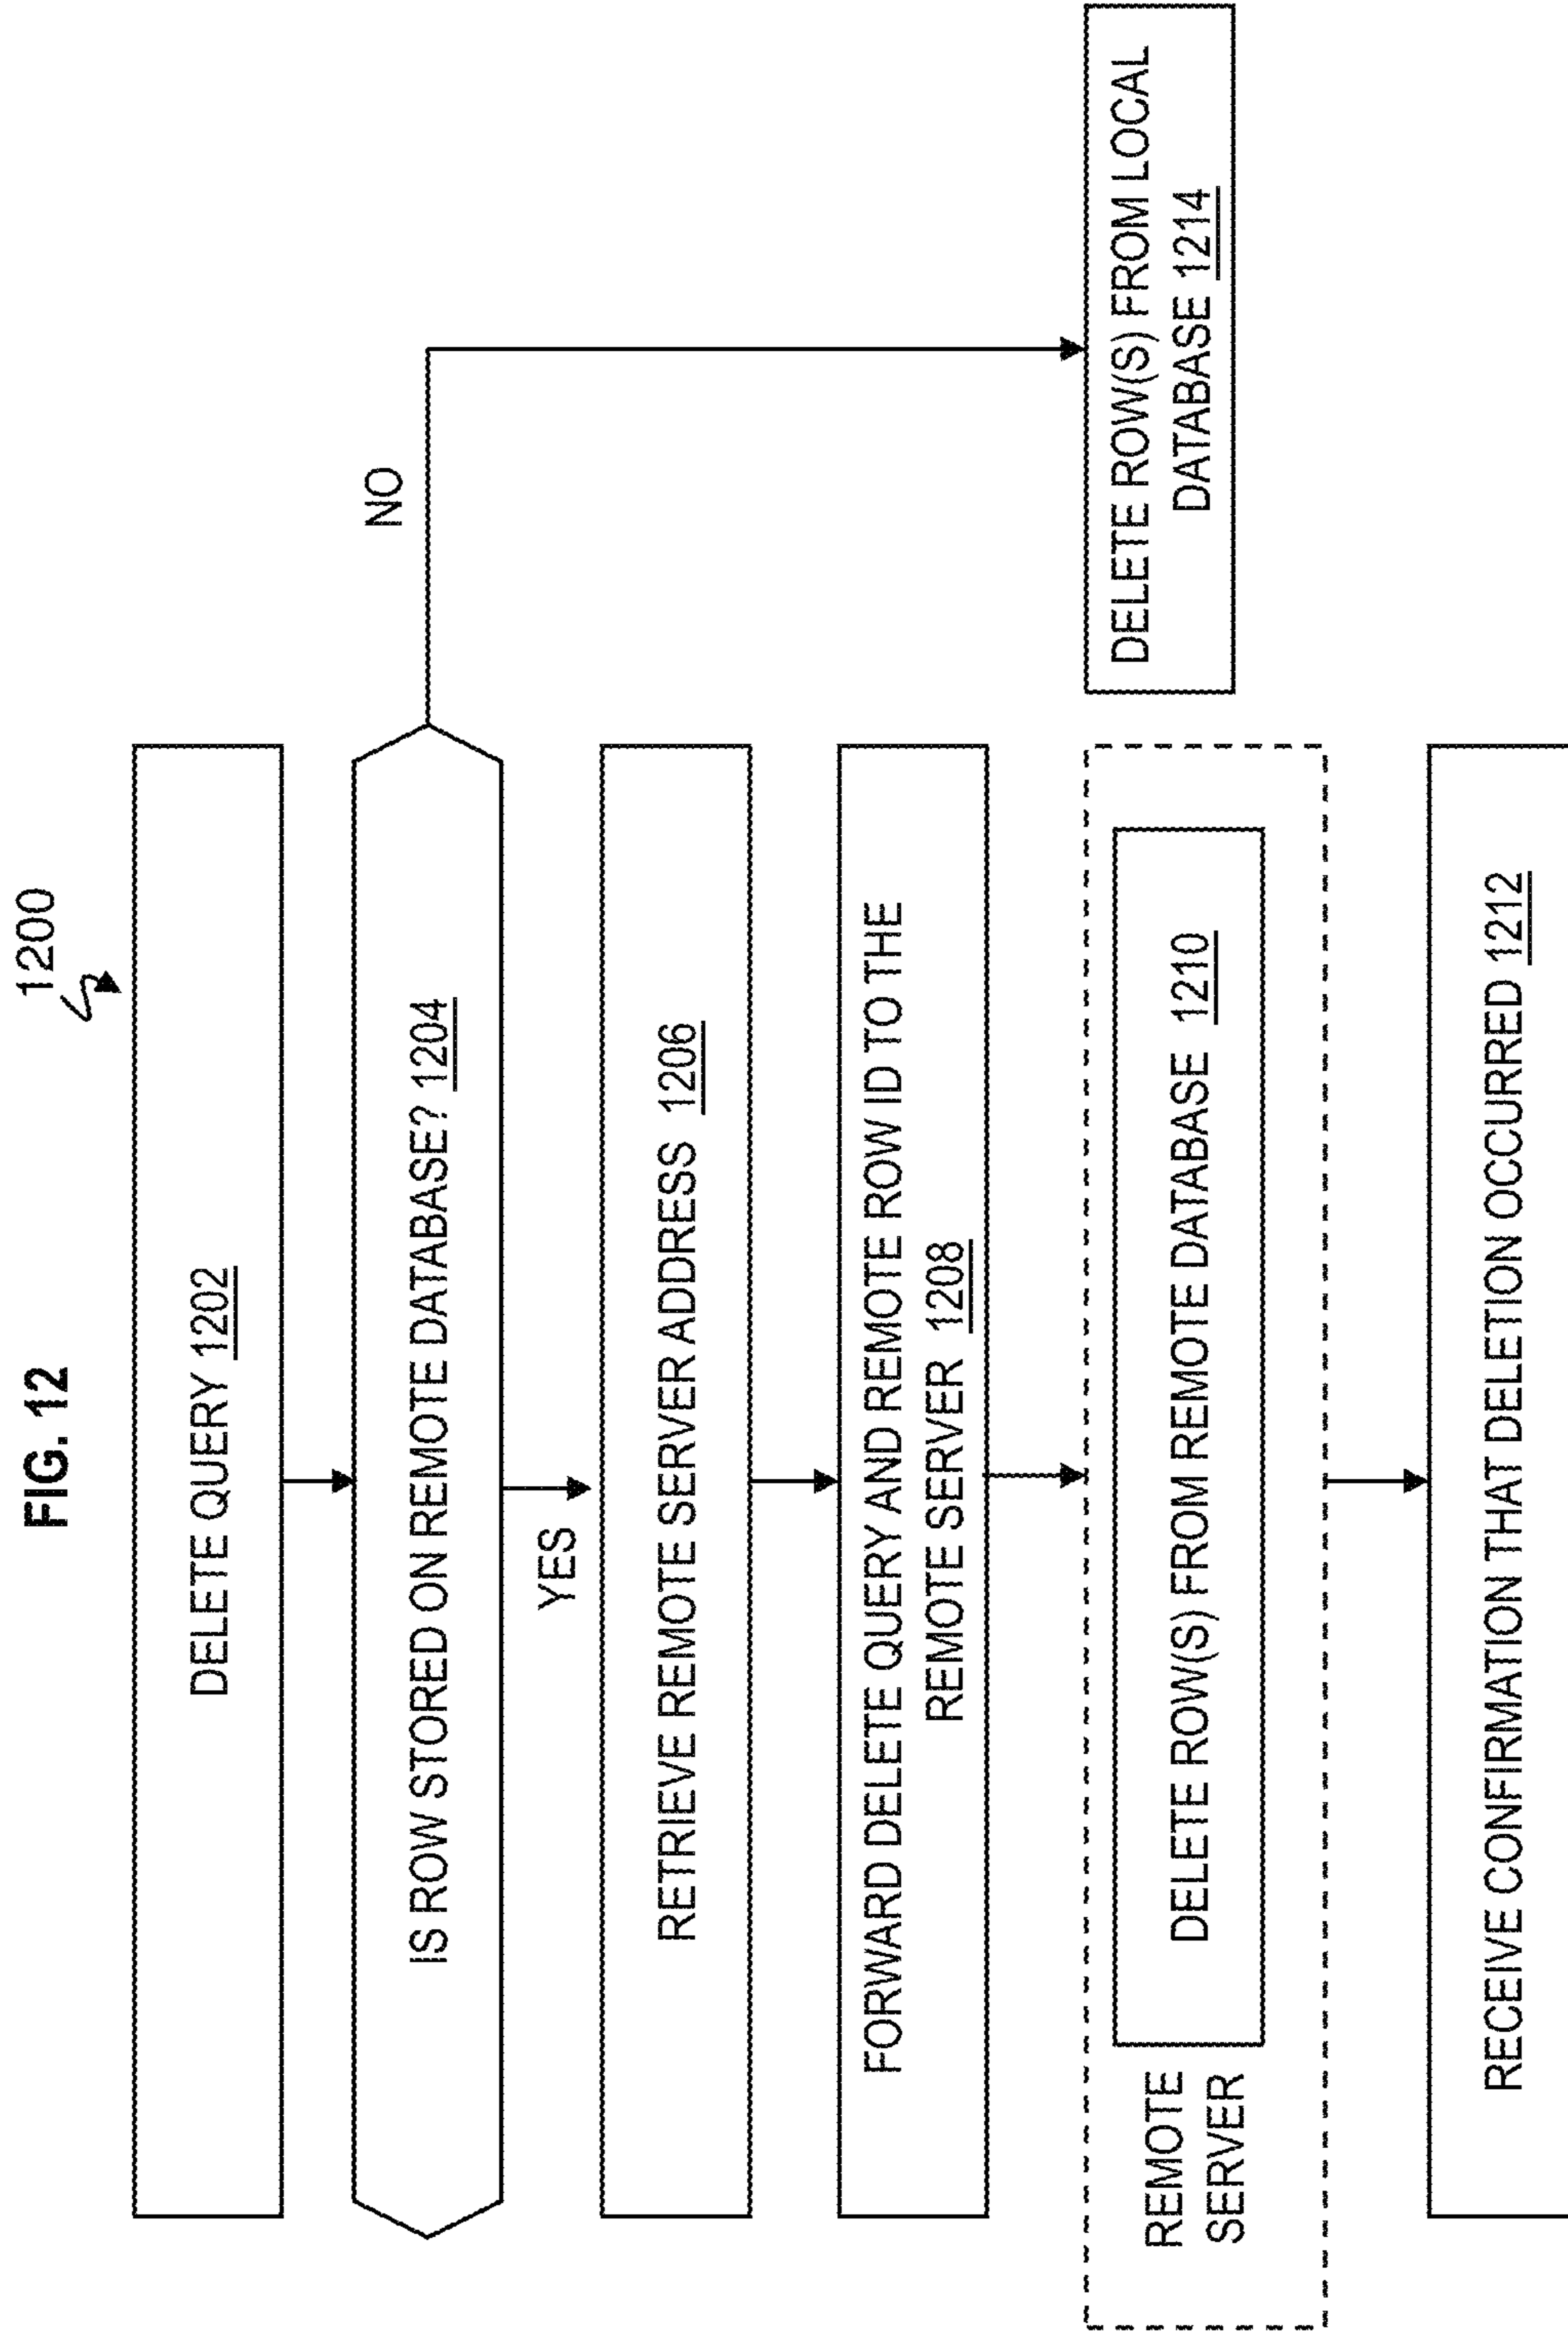 FIG. 12
1200
DELETE QUERY 1202
IS ROW STORED ON REMOTE DATABASE? 1204
NO
YES
RETRIEVE REMOTE SERVER ADDRESS 1206
FORWARD DELETE QUERY AND REMOTE ROW ID TO THE
REMOTE SERVER 1208
REMOTE
SERVER
DELETE ROW(S) FROM REMOTE DATABASE 1210
DELETE ROW(S) FROM LOCAL
DATABASE 1214
RECEIVE CONFIRMATION THAT DELETION OCCURRED 1212